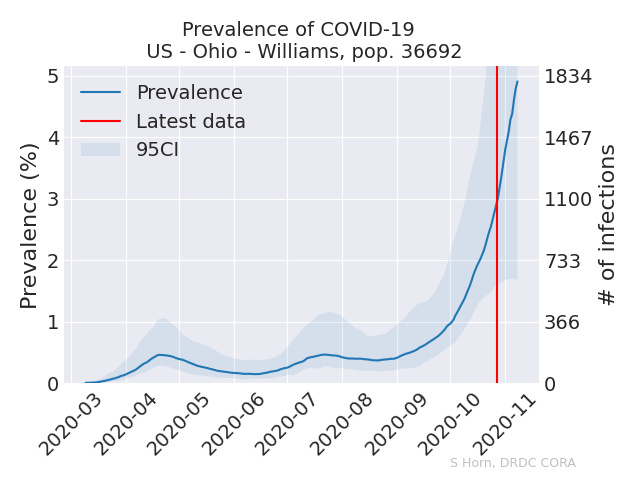 Prevalence of COVID-19
US - Ohio - Williams, pop. 36692
Prevalence
Latest data
95CI
Prevalence (%)
5
4
3
2
1
0
1834
1467
1100
733
366
0
# of infections
2020-03
2020-04
2020-05
2020-06
2020-07
2020-08
2020-09
2020-10
2020-11
S Horn, DRDC CORA